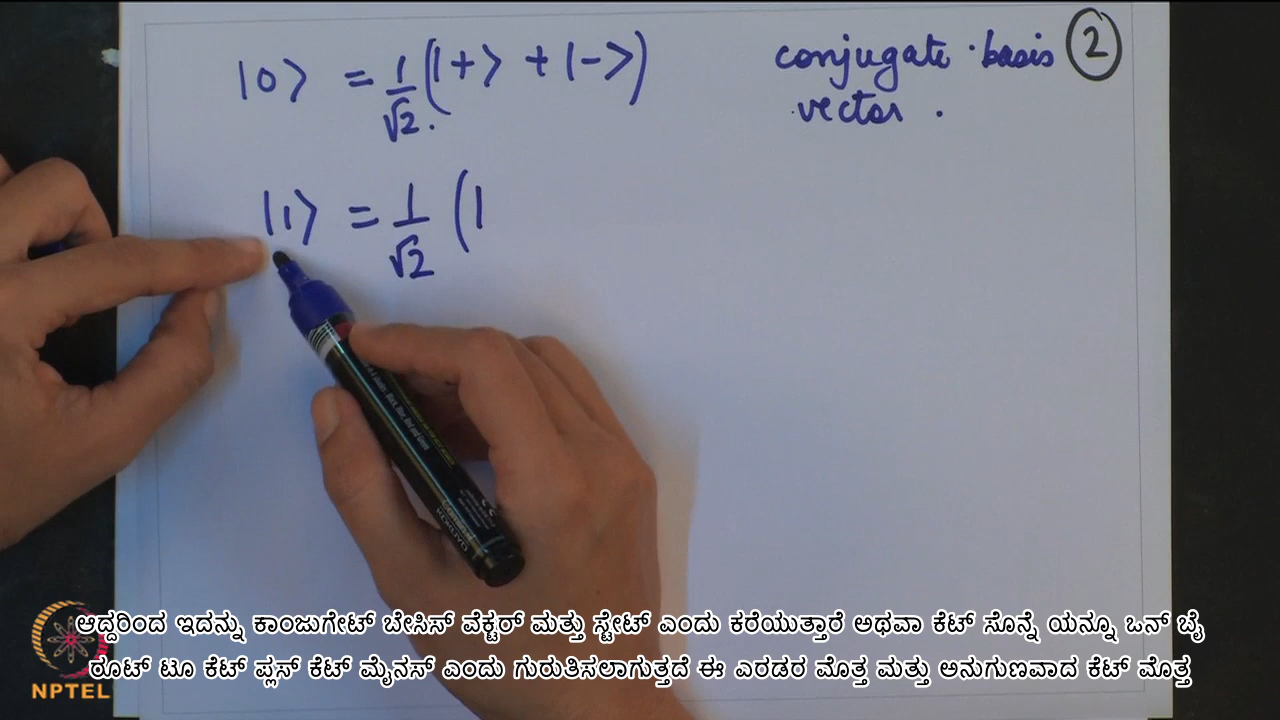 |0⟩ = 1/√2 (|+⟩ + |-⟩)
conjugate basis 2
vector.
|1⟩ = 1/√2 (|
ಆದ್ದರಿಂದ ಇದನ್ನು ಕಾಂಜುಗೇಟ್ ಬೇಸಿಸ್ ವೆಕ್ಟರ್ ಮತ್ತು ಸ್ಟೇಟ್ ಎಂದು ಕರೆಯುತ್ತಾರೆ ಅಥವಾ ಕೆಟ್ ಸೊನ್ನೆ ಯನ್ನೂ ಒನ್ ಬೈ
ರೂಟ್ ಟೂ ಕೆಟ್ ಪ್ಲಸ್ ಕೆಟ್ ಮೈನಸ್ ಎಂದು ಗುರುತಿಸಲಾಗುತ್ತದೆ ಈ ಎರಡರ ಮೊತ್ತ ಮತ್ತು ಅನುಗುಣವಾದ ಕೆಟ್ ಮೊತ್ತ
NPTEL